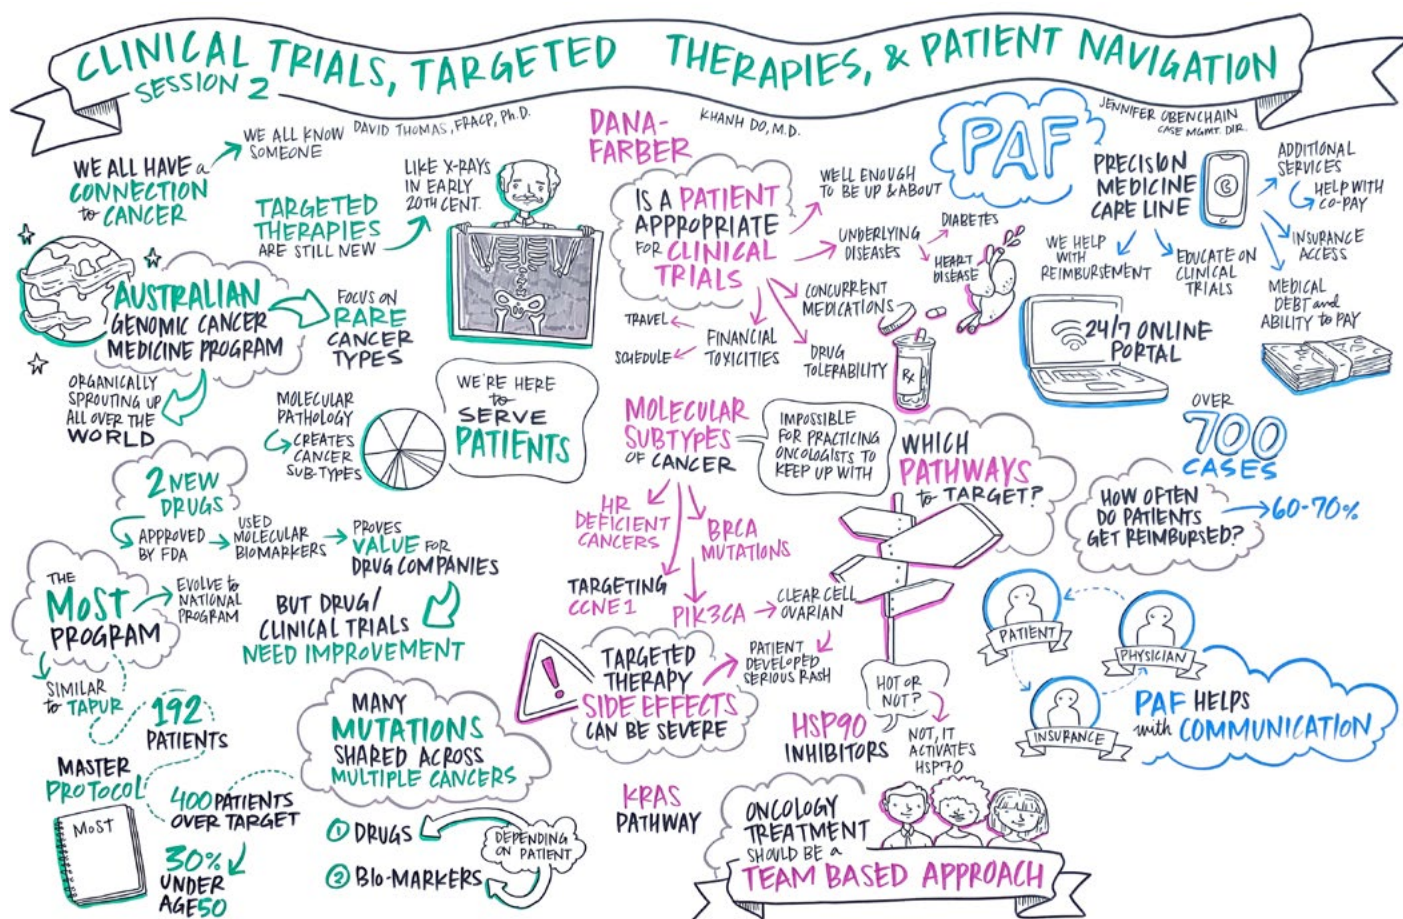 CLINICAL TRIALS, TARGETED THERAPIES, & PATIENT NAVIGATION
SESSION 2
DAVID THOMAS, FRACP, Ph.D.
WE ALL KNOW
SOMEONE
WE ALL HAVE a
CONNECTION
to CANCER
TARGETED
THERAPIES
ARE STILL NEW
LIKE X-RAYS
IN EARLY
20TH CENT.
AUSTRALIAN
GENOMIC CANCER
MEDICINE PROGRAM
FOCUS ON
RARE
CANCER
TYPES
ORGANICALLY
SPROUTING UP
ALL OVER THE
WORLD
MOLECULAR
PATHOLOGY
CREATES
CANCER
SUB-TYPES
WE'RE HERE
to
SERVE
PATIENTS
2 NEW
DRUGS
APPROVED
BY FDA
USED
MOLECULAR
BIOMARKERS
PROVES
VALUE FOR
DRUG COMPANIES
BUT DRUG/
CLINICAL TRIALS
NEED IMPROVEMENT
THE
MoST
PROGRAM
EVOLVE to
NATIONAL
PROGRAM
SIMILAR
to TAPUR
192
PATIENTS
MASTER
PROTOCOL
MoST
400 PATIENTS
OVER TARGET
30%
UNDER
AGE 50
MANY
MUTATIONS
SHARED ACROSS
MULTIPLE CANCERS
1 DRUGS
2 BIO-MARKERS
DEPENDING
ON PATIENT
DANA-
FARBER
KHANH DO, M.D.
IS A PATIENT
APPROPRIATE
FOR CLINICAL
TRIALS
WELL ENOUGH
TO BE UP & ABOUT
UNDERLYING
DISEASES
DIABETES
HEART
DISEASE
CONCURRENT
MEDICATIONS
DRUG
TOLERABILITY
Rx
FINANCIAL
TOXICITIES
TRAVEL
SCHEDULE
MOLECULAR
SUBTYPES
OF CANCER
IMPOSSIBLE
FOR PRACTICING
ONCOLOGISTS TO
KEEP UP WITH
HR
DEFICIENT
CANCERS
BRCA
MUTATIONS
TARGETING
CCNE1
PIK3CA
CLEAR CELL
OVARIAN
WHICH
PATHWAYS
to TARGET?
TARGETED
THERAPY
SIDE EFFECTS
CAN BE SEVERE
PATIENT
DEVELOPED
SERIOUS RASH
HSP90
INHIBITORS
HOT OR
NOT?
NOT, IT
ACTIVATES
HSP70
KRAS
PATHWAY
ONCOLOGY
TREATMENT
SHOULD BE a
TEAM BASED APPROACH
PAF
JENNIFER OBENCHAIN
CASE MGMT. DIR.
PRECISION
MEDICINE
CARE LINE
ADDITIONAL
SERVICES
HELP WITH
CO-PAY
INSURANCE
ACCESS
MEDICAL
DEBT and
ABILITY to PAY
WE HELP
WITH
REIMBURSEMENT
EDUCATE ON
CLINICAL
TRIALS
24/7 ONLINE
PORTAL
OVER
700
CASES
HOW OFTEN
DO PATIENTS
GET REIMBURSED?
60-70%
PATIENT
PHYSICIAN
INSURANCE
PAF HELPS
with COMMUNICATION